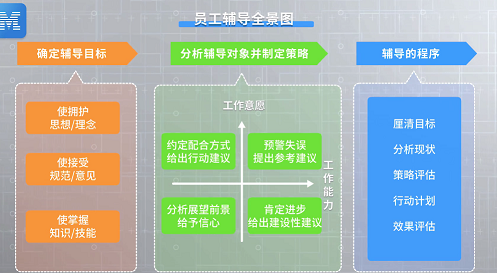 员工辅导全景图
确定辅导目标
分析辅导对象并制定策略
辅导的程序
使拥护
思想/理念
使接受
规范/意见
使掌握
知识/技能
工作意愿
约定配合方式
给出行动建议
预警失误
提出参考建议
分析展望前景
给予信心
肯定进步
给出建设性建议
工作能力
厘清目标
分析现状
策略评估
行动计划
效果评估